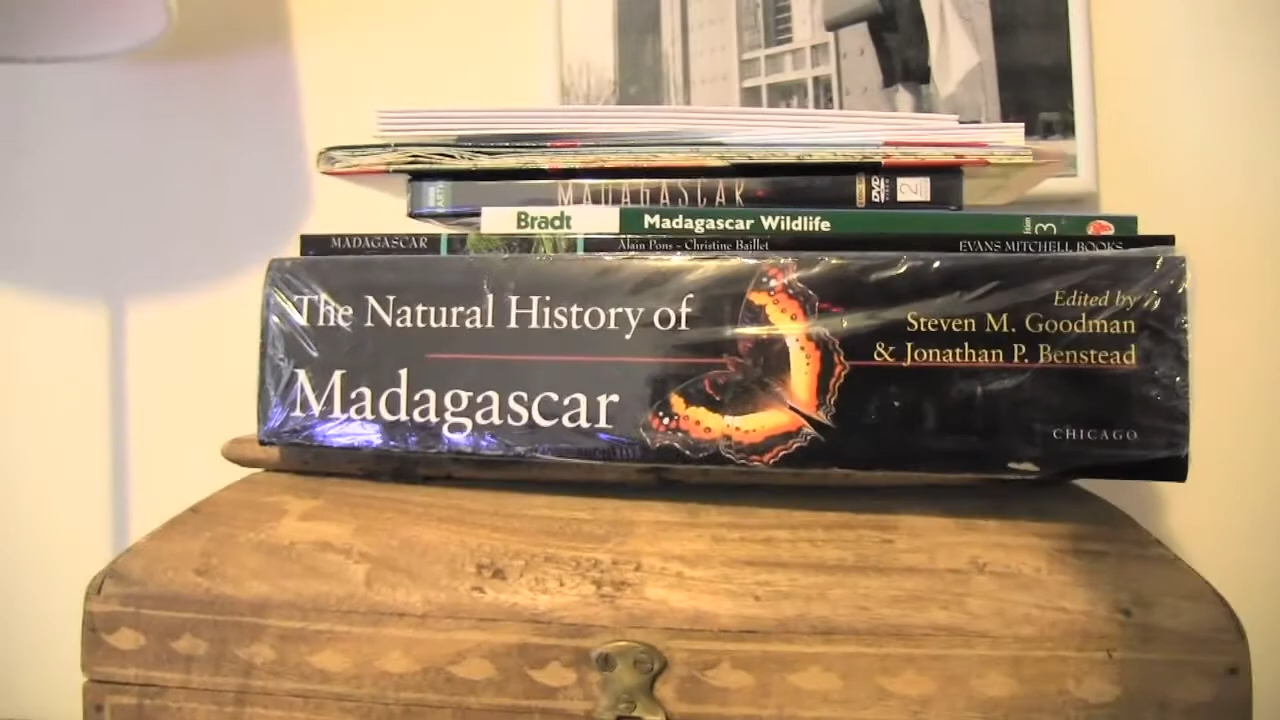 MADAGASCAR
DVD
2
Bradt
Madagascar Wildlife
3
MADAGASCAR
Alain Pons - Christine Baillet
EVANS MITCHELL BOOKS
The Natural History of
Madagascar
Edited by
Steven M. Goodman
& Jonathan P. Benstead
CHICAGO